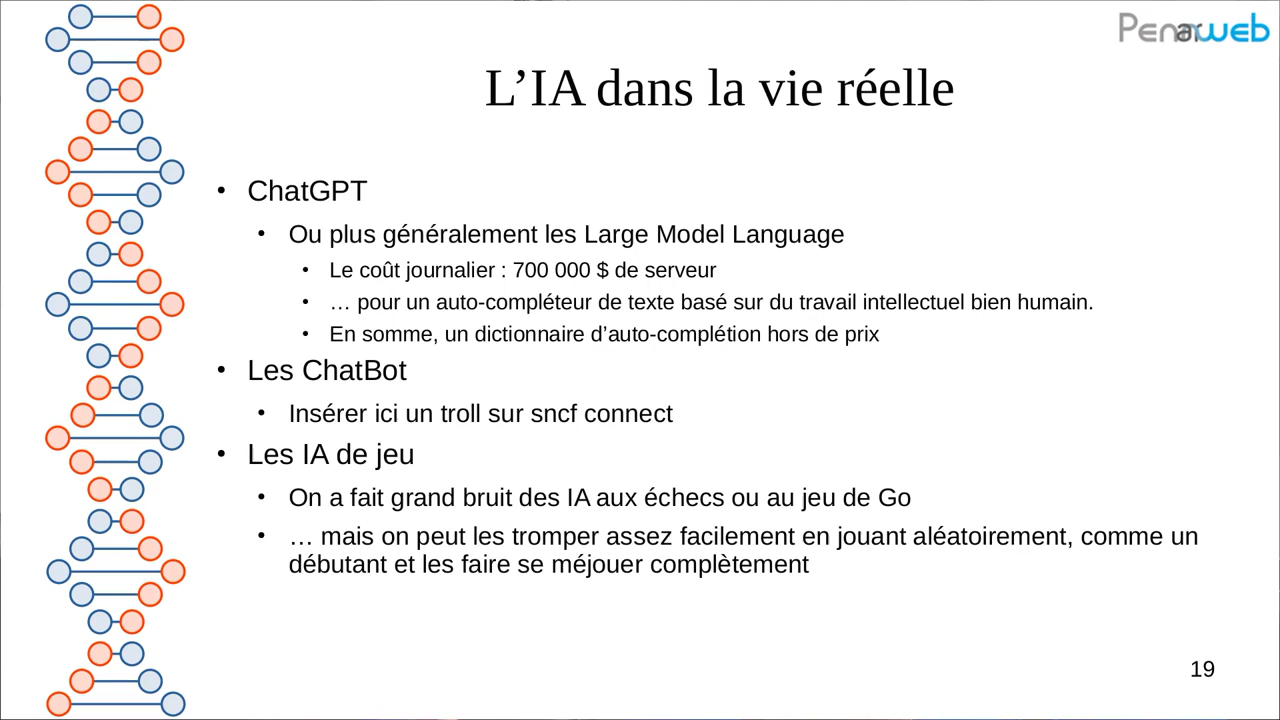 Penarweb
L’IA dans la vie réelle
• ChatGPT
• Ou plus généralement les Large Model Language
• Le coût journalier : 700 000 $ de serveur
• … pour un auto-compléteur de texte basé sur du travail intellectuel bien humain.
• En somme, un dictionnaire d’auto-complétion hors de prix
• Les ChatBot
• Insérer ici un troll sur sncf connect
• Les IA de jeu
• On a fait grand bruit des IA aux échecs ou au jeu de Go
• … mais on peut les tromper assez facilement en jouant aléatoirement, comme un
débutant et les faire se méjouer complètement
19